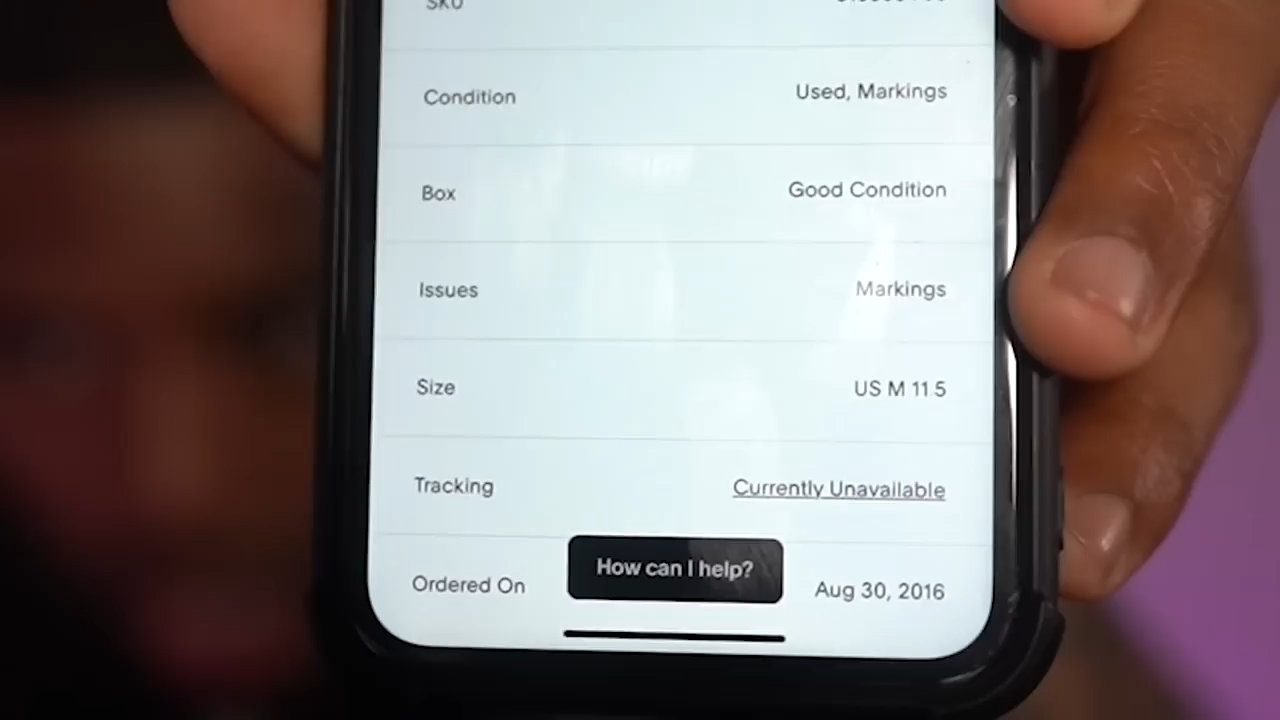 SKU
Condition Used, Markings
Box Good Condition
Issues Markings
Size US M 11.5
Tracking Currently Unavailable
How can I help?
Ordered On Aug 30, 2016